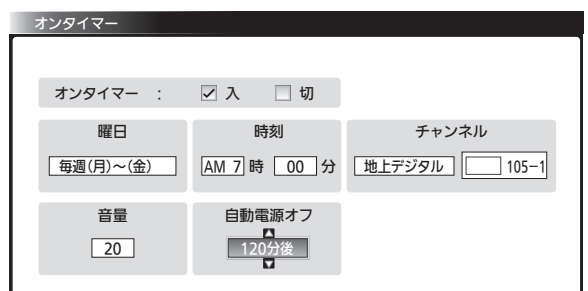 オンタイマー
オンタイマー : 入 切
曜日 時刻 チャンネル
毎週(月)～(金) AM 7 時 00 分 地上デジタル 105-1
音量 自動電源オフ
20 120分後